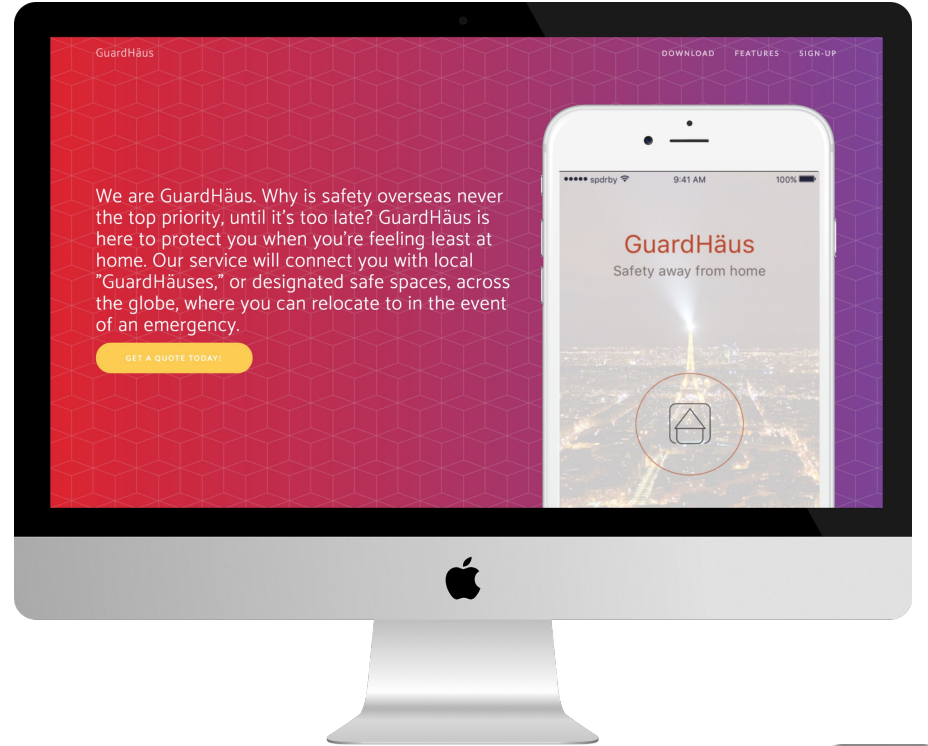 GuardHäus
DOWNLOAD FEATURES SIGN-UP
We are GuardHäus. Why is safety overseas never
the top priority, until it's too late? GuardHäus is
here to protect you when you're feeling least at
home. Our service will connect you with local
"GuardHäuses," or designated safe spaces, across
the globe, where you can relocate to in the event
of an emergency.
GET A QUOTE TODAY!
spdrby 9:41 AM 100%
GuardHäus
Safety away from home